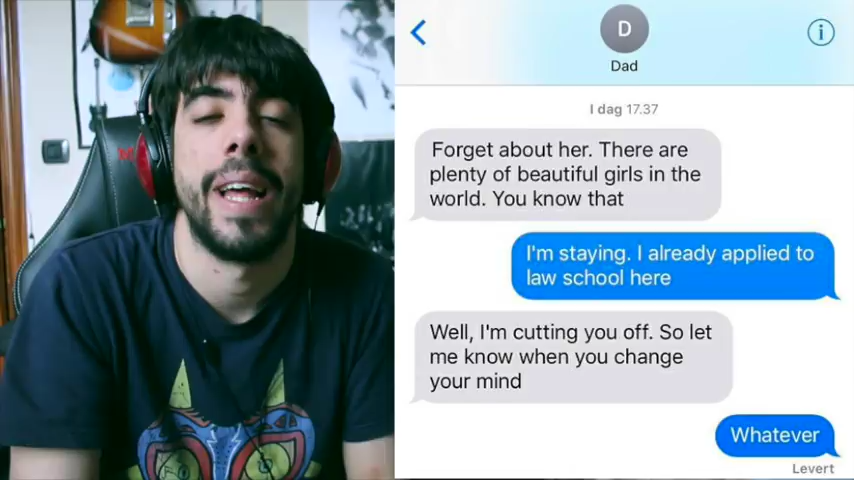 D
Dad
I dag 17.37
Forget about her. There are
plenty of beautiful girls in the
world. You know that
I'm staying. I already applied to
law school here
Well, I'm cutting you off. So let
me know when you change
your mind
Whatever
Levert